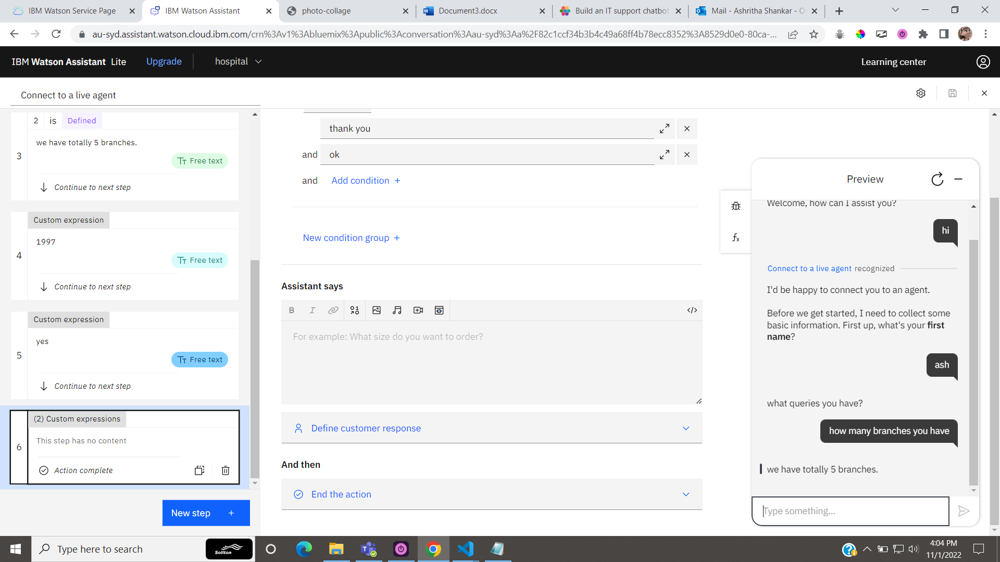 IBM Watson Service Page
IBM Watson Assistant
photo-collage
Document3.docx
Build an IT support chatbot
Mail - Ashritha Shankar - O
au-syd.assistant.watson.cloud.ibm.com/crn%3Av1%3Abluemix%3Apublic%3Aconversation%3Aau-syd%3Aa%2F82c1ccf34b3b4c49a68ff4b78ecc8352%3A8529d0e0-80ca-...
IBM Watson Assistant Lite
Upgrade
hospital
Learning center
Connect to a live agent
2 is Defined
3
we have totally 5 branches.
Free text
Continue to next step
Custom expression
4
1997
Free text
Continue to next step
Custom expression
5
yes
Free text
Continue to next step
(2) Custom expressions
6
This step has no content
Action complete
New step +
thank you
and ok
and Add condition +
New condition group +
Assistant says
B I
</>
For example: What size do you want to order?
Define customer response
And then
End the action
fx
Preview
Welcome, how can I assist you?
hi
Connect to a live agent recognized
I'd be happy to connect you to an agent.
Before we get started, I need to collect some
basic information. First up, what's your first
name?
ash
what queries you have?
how many branches you have
we have totally 5 branches.
Type something...
Type here to search
Soliton
4:04 PM
11/1/2022